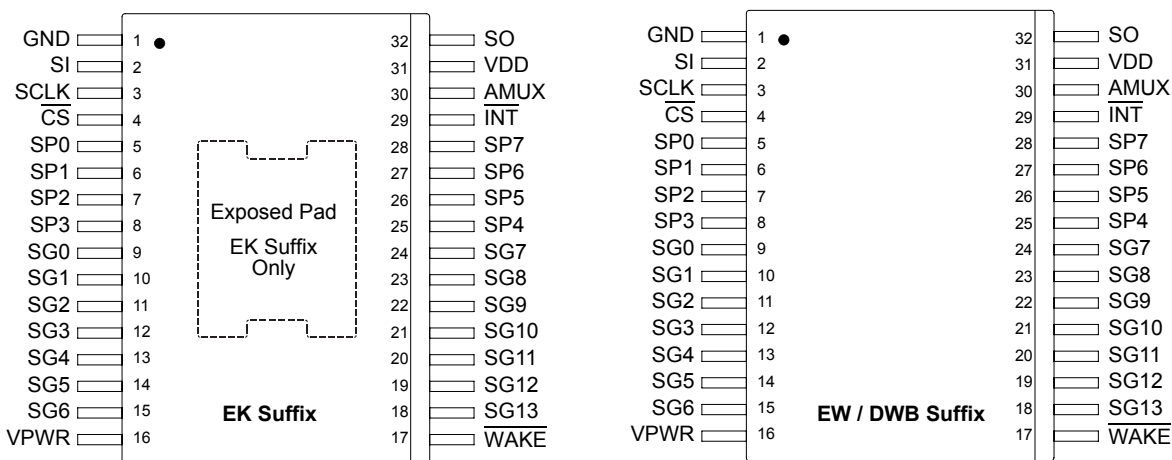 GND 1 32 SO
SI 2 31 VDD
SCLK 3 30 AMUX
CS 4 29 INT
SP0 5 28 SP7
SP1 6 27 SP6
SP2 7 26 SP5
SP3 8 25 SP4
SG0 9 24 SG7
SG1 10 23 SG8
SG2 11 22 SG9
SG3 12 21 SG10
SG4 13 20 SG11
SG5 14 19 SG12
SG6 15 18 SG13
VPWR 16 17 WAKE
Exposed Pad
EK Suffix
Only
EK Suffix
GND 1 32 SO
SI 2 31 VDD
SCLK 3 30 AMUX
CS 4 29 INT
SP0 5 28 SP7
SP1 6 27 SP6
SP2 7 26 SP5
SP3 8 25 SP4
SG0 9 24 SG7
SG1 10 23 SG8
SG2 11 22 SG9
SG3 12 21 SG10
SG4 13 20 SG11
SG5 14 19 SG12
SG6 15 18 SG13
VPWR 16 17 WAKE
EW / DWB Suffix